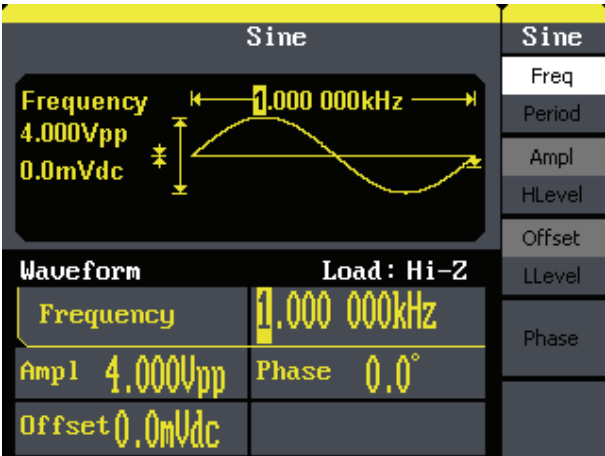 Sine
Frequency 1.000 000kHz
4.000Vpp
0.0mVdc
Waveform Load: Hi-Z
Frequency 1.000 000kHz
Ampl 4.000Vpp Phase 0.0°
Offset 0.0mVdc
Sine
Freq
Period
Ampl
HLevel
Offset
LLevel
Phase